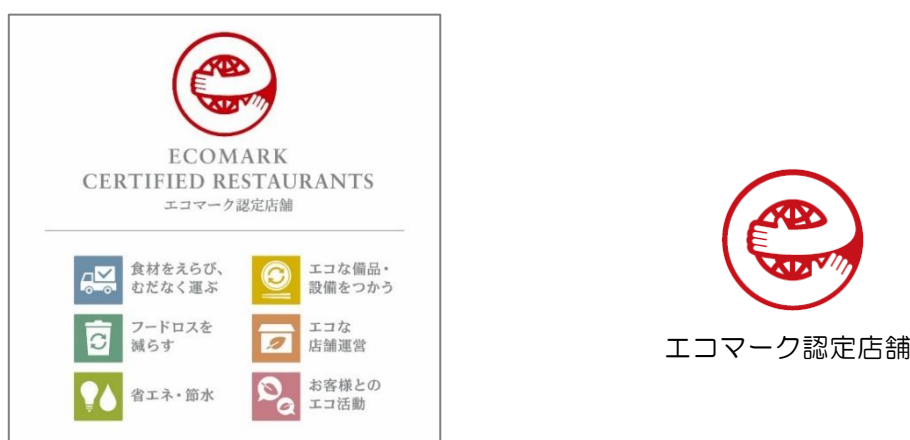 ECOMARK
CERTIFIED RESTAURANTS
エコマーク認定店舗
食材をえらび、
むだなく運ぶ
エコな備品・
設備をつかう
フードロスを
減らす
エコな
店舗運営
省エネ・節水
お客様との
エコ活動
エコマーク認定店舗